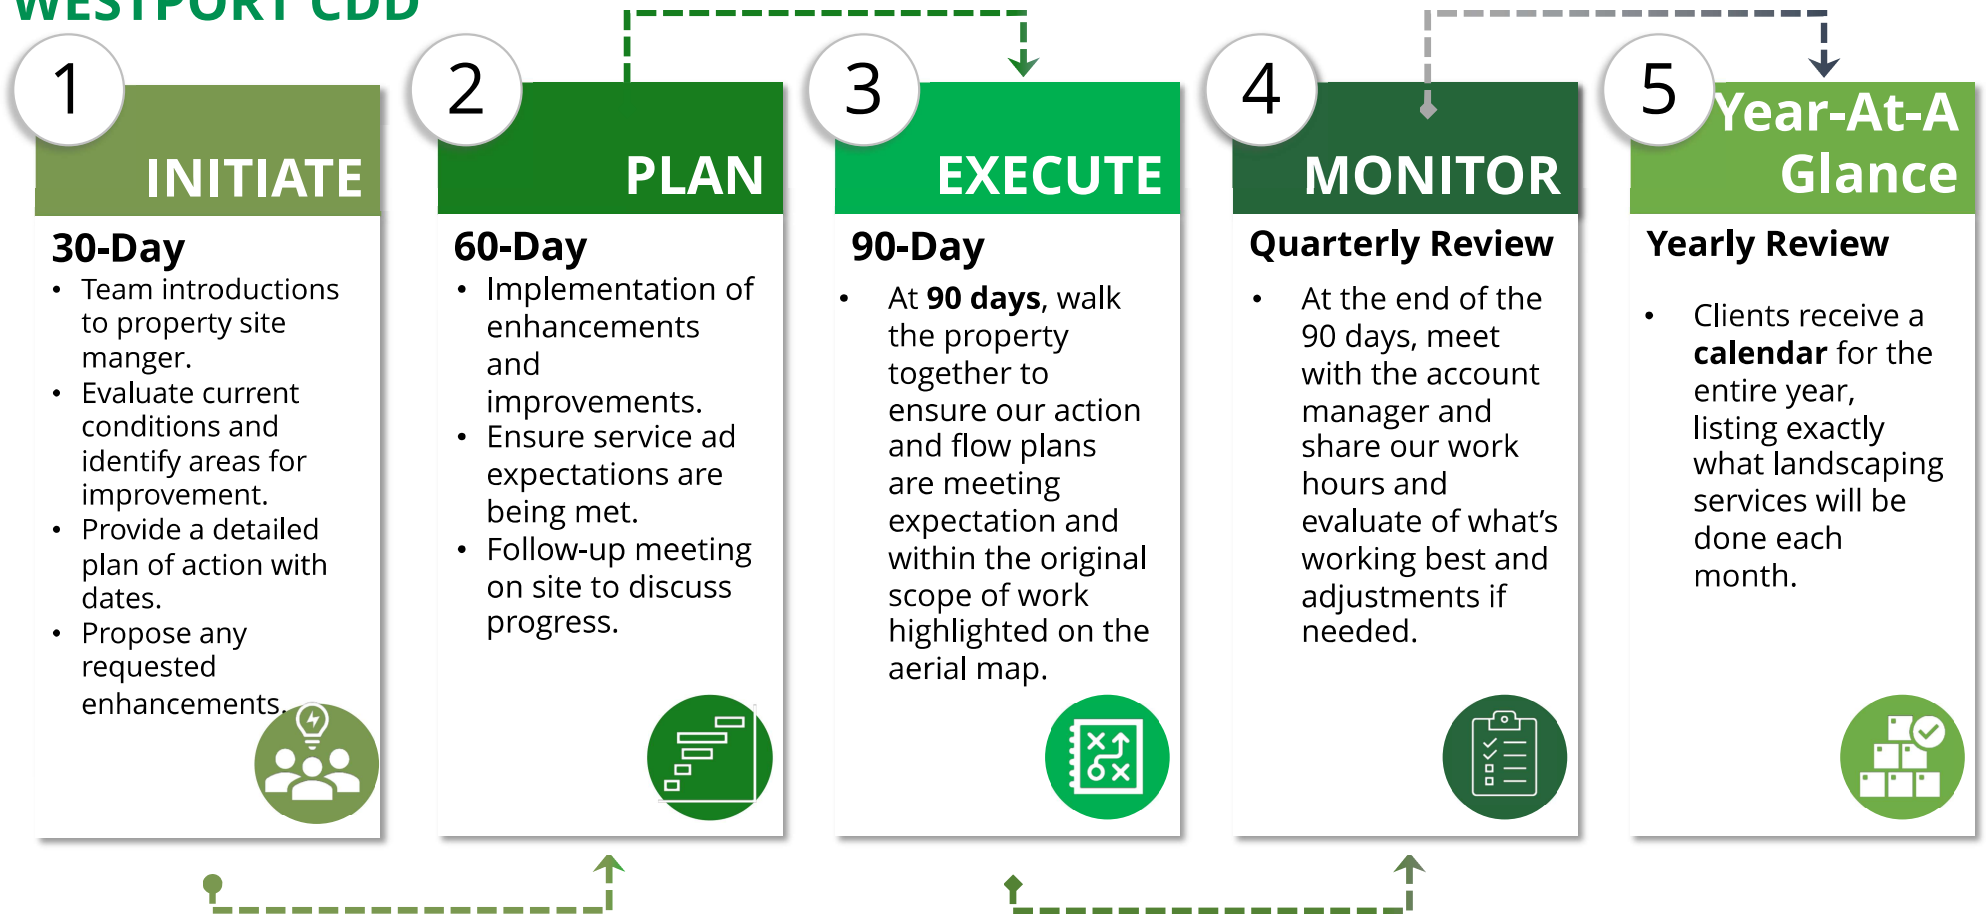 WESTPORT CDD
1
INITIATE
30-Day
• Team introductions
to property site
manger.
• Evaluate current
conditions and
identify areas for
improvement.
• Provide a detailed
plan of action with
dates.
• Propose any
requested
enhancements.
2
PLAN
60-Day
• Implementation of
enhancements
and
improvements.
• Ensure service ad
expectations are
being met.
• Follow-up meeting
on site to discuss
progress.
3
EXECUTE
90-Day
• At 90 days, walk
the property
together to
ensure our action
and flow plans
are meeting
expectation and
within the original
scope of work
highlighted on the
aerial map.
4
MONITOR
Quarterly Review
• At the end of the
90 days, meet
with the account
manager and
share our work
hours and
evaluate of what’s
working best and
adjustments if
needed.
5
Year-At-A
Glance
Yearly Review
• Clients receive a
calendar for the
entire year,
listing exactly
what landscaping
services will be
done each
month.